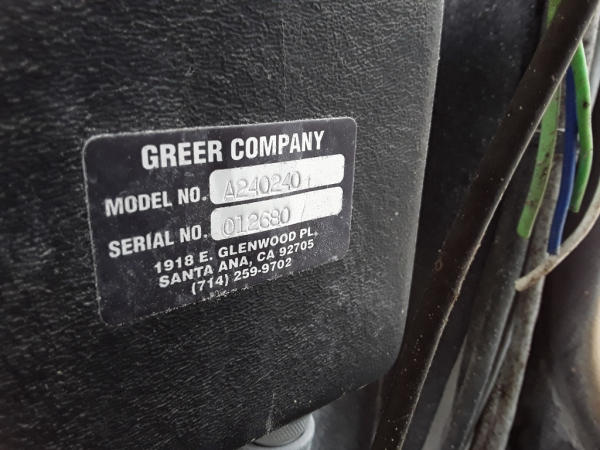 GREER COMPANY
MODEL NO. A240240
SERIAL NO. 012680
1918 E. GLENWOOD PL.
SANTA ANA, CA 92705
(714) 259-9702